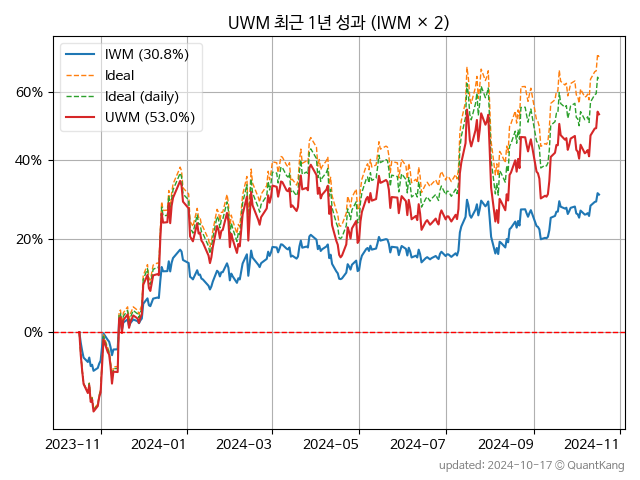 UWM 최근 1년 성과 (IWM × 2)
IWM (30.8%)
Ideal
Ideal (daily)
UWM (53.0%)
60%
40%
20%
0%
2023-11 2024-01 2024-03 2024-05 2024-07 2024-09 2024-11
updated: 2024-10-17 © QuantKang